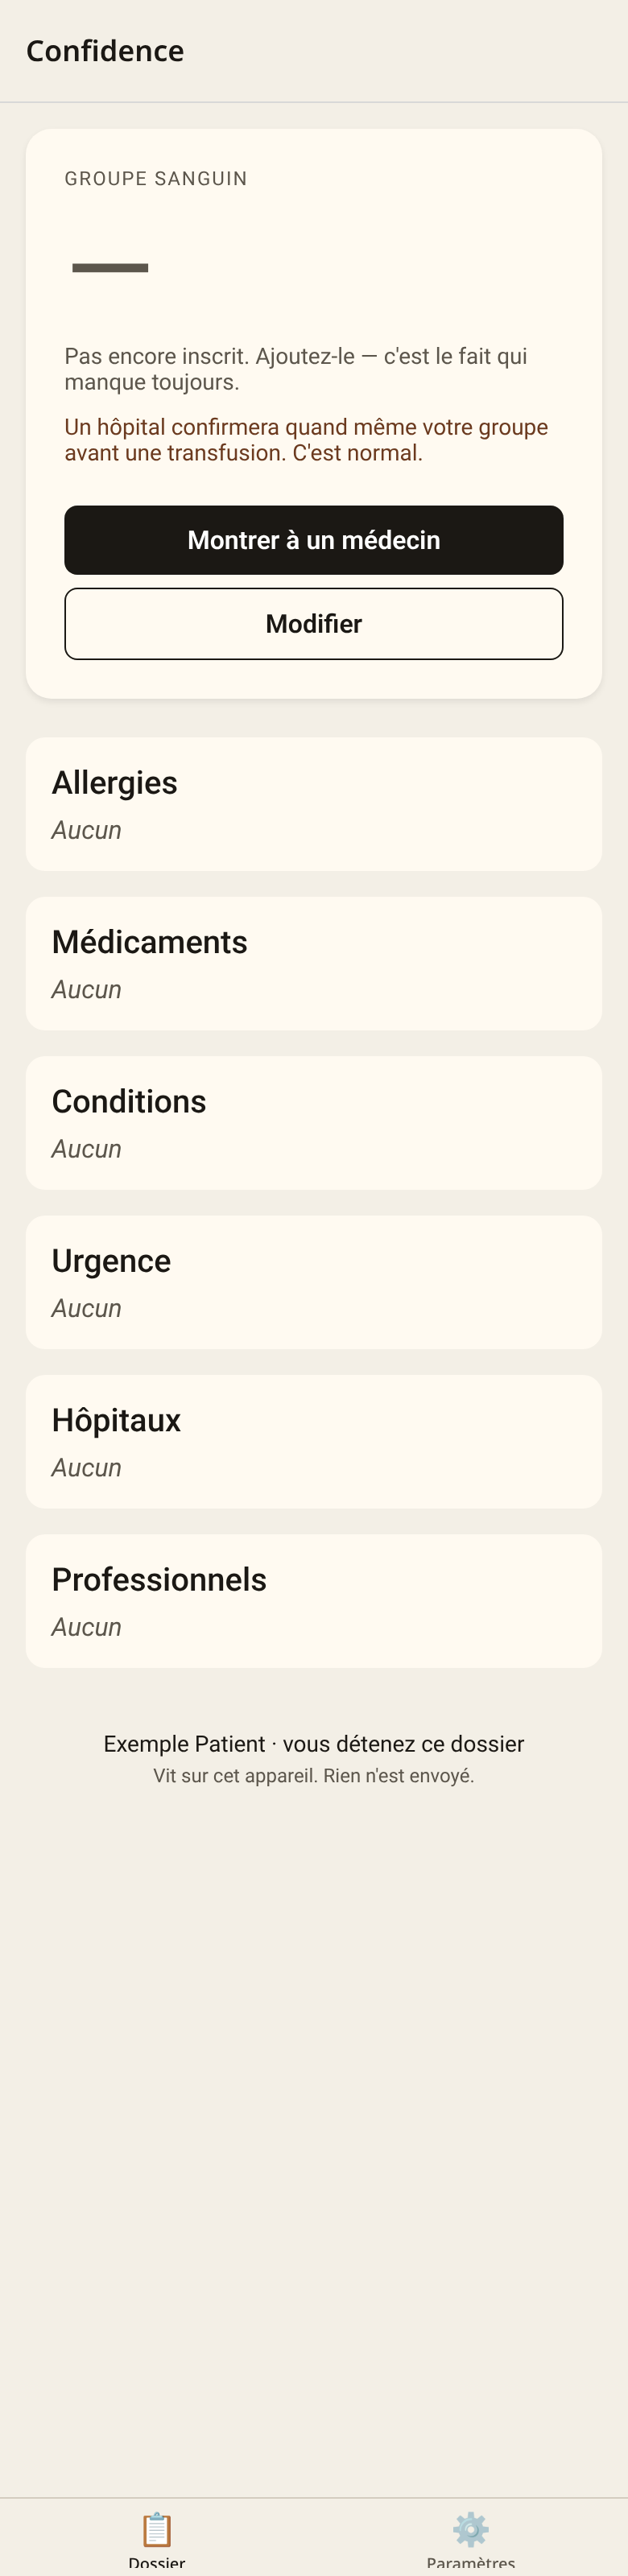 Confidence
GROUPE SANGUIN
—
Pas encore inscrit. Ajoutez-le — c'est le fait qui
manque toujours.
Un hôpital confirmera quand même votre groupe
avant une transfusion. C'est normal.
Montrer à un médecin
Modifier
Allergies
Aucun
Médicaments
Aucun
Conditions
Aucun
Urgence
Aucun
Hôpitaux
Aucun
Professionnels
Aucun
Exemple Patient · vous détenez ce dossier
Vit sur cet appareil. Rien n'est envoyé.
Dossier
Paramètres